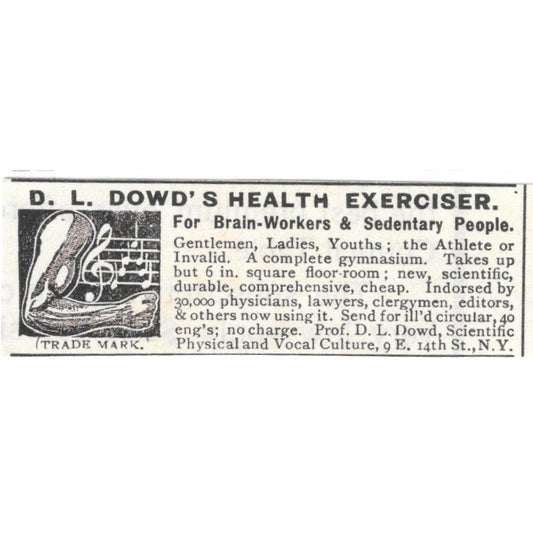 D. L. DOWD'S HEALTH EXERCISER.
For Brain-Workers & Sedentary People.
Gentlemen, Ladies, Youths; the Athlete or
Invalid. A complete gymnasium. Takes up
but 6 in. square floor-room; new, scientific,
durable, comprehensive, cheap. Indorsed by
30,000 physicians, lawyers, clergymen, editors,
& others now using it. Send for ill'd circular, 40
eng's; no charge. Prof. D. L. Dowd, Scientific
Physical and Vocal Culture, 9 E. 14th St., N.Y.
(TRADE MARK.)